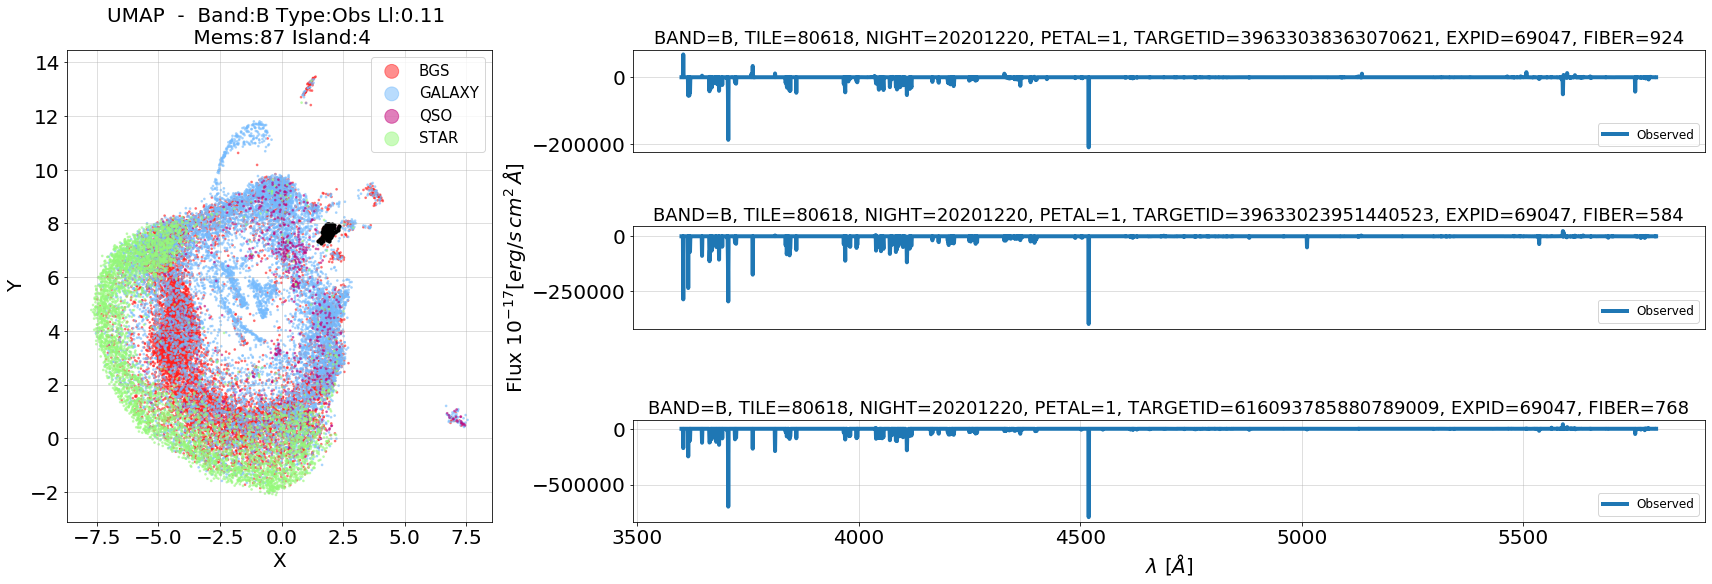 UMAP  -  Band:B Type:Obs Ll:0.11
Mems:87 Island:4
BGS
GALAXY
QSO
STAR
14
12
10
8
6
4
2
0
−2
Y
−7.5
−5.0
−2.5
0.0
2.5
5.0
7.5
X
Flux 10⁻¹⁷[erg/s cm² Å]
BAND=B, TILE=80618, NIGHT=20201220, PETAL=1, TARGETID=39633038363070621, EXPID=69047, FIBER=924
0
−200000
Observed
BAND=B, TILE=80618, NIGHT=20201220, PETAL=1, TARGETID=39633023951440523, EXPID=69047, FIBER=584
0
−250000
Observed
BAND=B, TILE=80618, NIGHT=20201220, PETAL=1, TARGETID=616093785880789009, EXPID=69047, FIBER=768
0
−500000
Observed
3500
4000
4500
5000
5500
λ [Å]